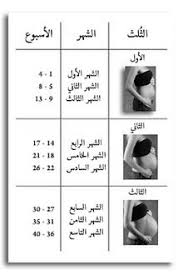 الثُلث الشهر الأسبوع
الأول
الشهر الأول 1 - 4
الشهر الثاني 5 - 8
الشهر الثالث 9 - 13
الثاني
الشهر الرابع 14 - 17
الشهر الخامس 18 - 21
الشهر السادس 22 - 26
الثالث
الشهر السابع 27 - 30
الشهر الثامن 31 - 35
الشهر التاسع 36 - 40